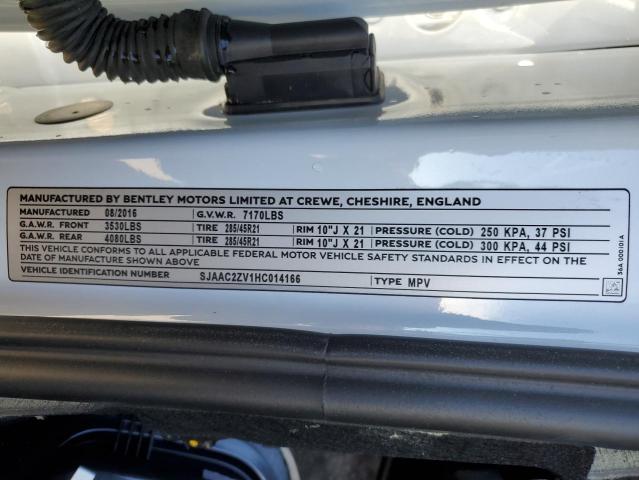 MANUFACTURED BY BENTLEY MOTORS LIMITED AT CREWE, CHESHIRE, ENGLAND
MANUFACTURED 08/2016 G.V.W.R. 7170LBS
G.A.W.R. FRONT 3530LBS TIRE 285/45R21 RIM 10"J X 21 PRESSURE (COLD) 250 KPA, 37 PSI
G.A.W.R. REAR 4080LBS TIRE 285/45R21 RIM 10"J X 21 PRESSURE (COLD) 300 KPA, 44 PSI
THIS VEHICLE CONFORMS TO ALL APPLICABLE FEDERAL MOTOR VEHICLE SAFETY STANDARDS IN EFFECT ON THE
DATE OF MANUFACTURE SHOWN ABOVE
VEHICLE IDENTIFICATION NUMBER SJAAC2ZV1HC014166 TYPE MPV
36A 000101A